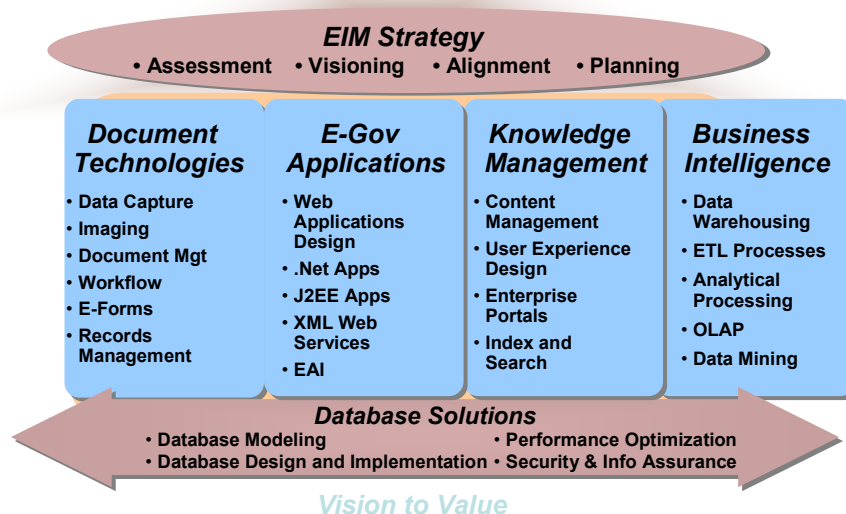 EIM Strategy
• Assessment • Visioning • Alignment • Planning
Document
Technologies
• Data Capture
• Imaging
• Document Mgt
• Workflow
• E-Forms
• Records
Management
E-Gov
Applications
• Web
Applications
Design
• .Net Apps
• J2EE Apps
• XML Web
Services
• EAI
Knowledge
Management
• Content
Management
• User Experience
Design
• Enterprise
Portals
• Index and
Search
Business
Intelligence
• Data
Warehousing
• ETL Processes
• Analytical
Processing
• OLAP
• Data Mining
Database Solutions
• Database Modeling • Performance Optimization
• Database Design and Implementation • Security & Info Assurance
Vision to Value